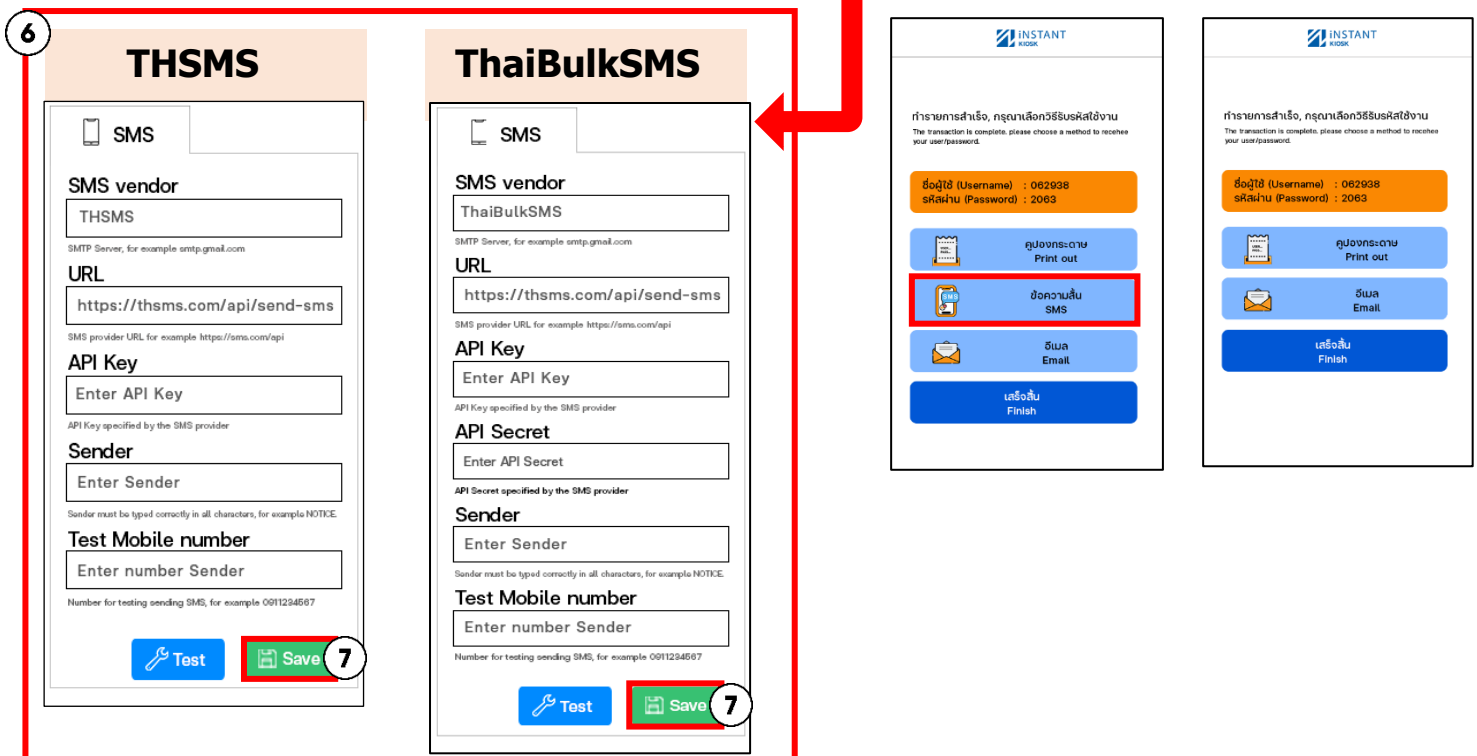 6
THSMS
SMS
SMS vendor
THSMS
SMTP Server, for example smtp.gmail.com
URL
https://thsms.com/api/send-sms
SMS provider URL for example https://sms.com/api
API Key
Enter API Key
API Key specified by the SMS provider
Sender
Enter Sender
Sender must be typed correctly in all characters, for example NOTICE.
Test Mobile number
Enter number Sender
Number for testing sending SMS, for example 0911234567
Test
Save
7
ThaiBulkSMS
SMS
SMS vendor
ThaiBulkSMS
SMTP Server, for example smtp.gmail.com
URL
https://thsms.com/api/send-sms
SMS provider URL for example https://sms.com/api
API Key
Enter API Key
API Key specified by the SMS provider
API Secret
Enter API Secret
API Secret specified by the SMS provider
Sender
Enter Sender
Sender must be typed correctly in all characters, for example NOTICE.
Test Mobile number
Enter number Sender
Number for testing sending SMS, for example 0911234567
Test
Save
7
iNSTANT
KIOSK
ทำรายการสำเร็จ, กรุณาเลือกวิธีรับรหัสใช้งาน
The transaction is complete. please choose a method to recehee
your user/password.
ชื่อผู้ใช้ (Username) : 062938
รหัสผ่าน (Password) : 2063
คูปองกระดาษ
Print out
SMS
ข้อความสั้น
SMS
อีเมล
Email
เสร็จสิ้น
Finish
iNSTANT
KIOSK
ทำรายการสำเร็จ, กรุณาเลือกวิธีรับรหัสใช้งาน
The transaction is complete. please choose a method to recehee
your user/password.
ชื่อผู้ใช้ (Username) : 062938
รหัสผ่าน (Password) : 2063
คูปองกระดาษ
Print out
อีเมล
Email
เสร็จสิ้น
Finish